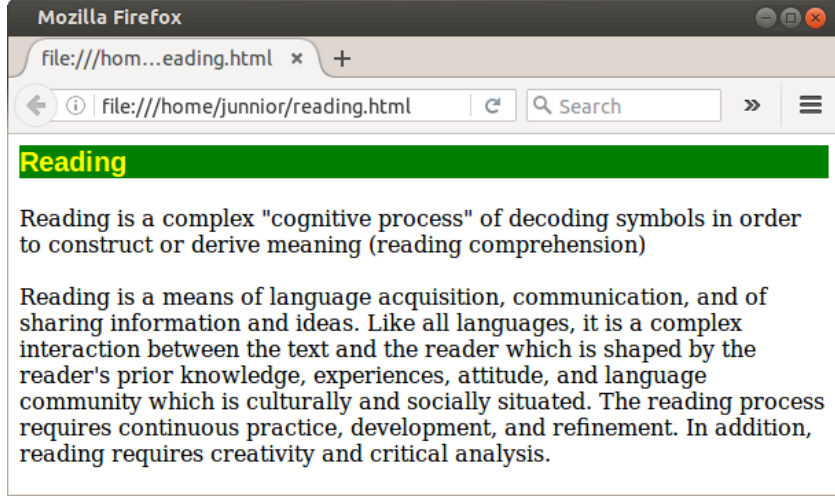 Mozilla Firefox
file:///hom…eading.html
file:///home/junnior/reading.html
Search
Reading
Reading is a complex "cognitive process" of decoding symbols in order
to construct or derive meaning (reading comprehension)
Reading is a means of language acquisition, communication, and of
sharing information and ideas. Like all languages, it is a complex
interaction between the text and the reader which is shaped by the
reader's prior knowledge, experiences, attitude, and language
community which is culturally and socially situated. The reading process
requires continuous practice, development, and refinement. In addition,
reading requires creativity and critical analysis.